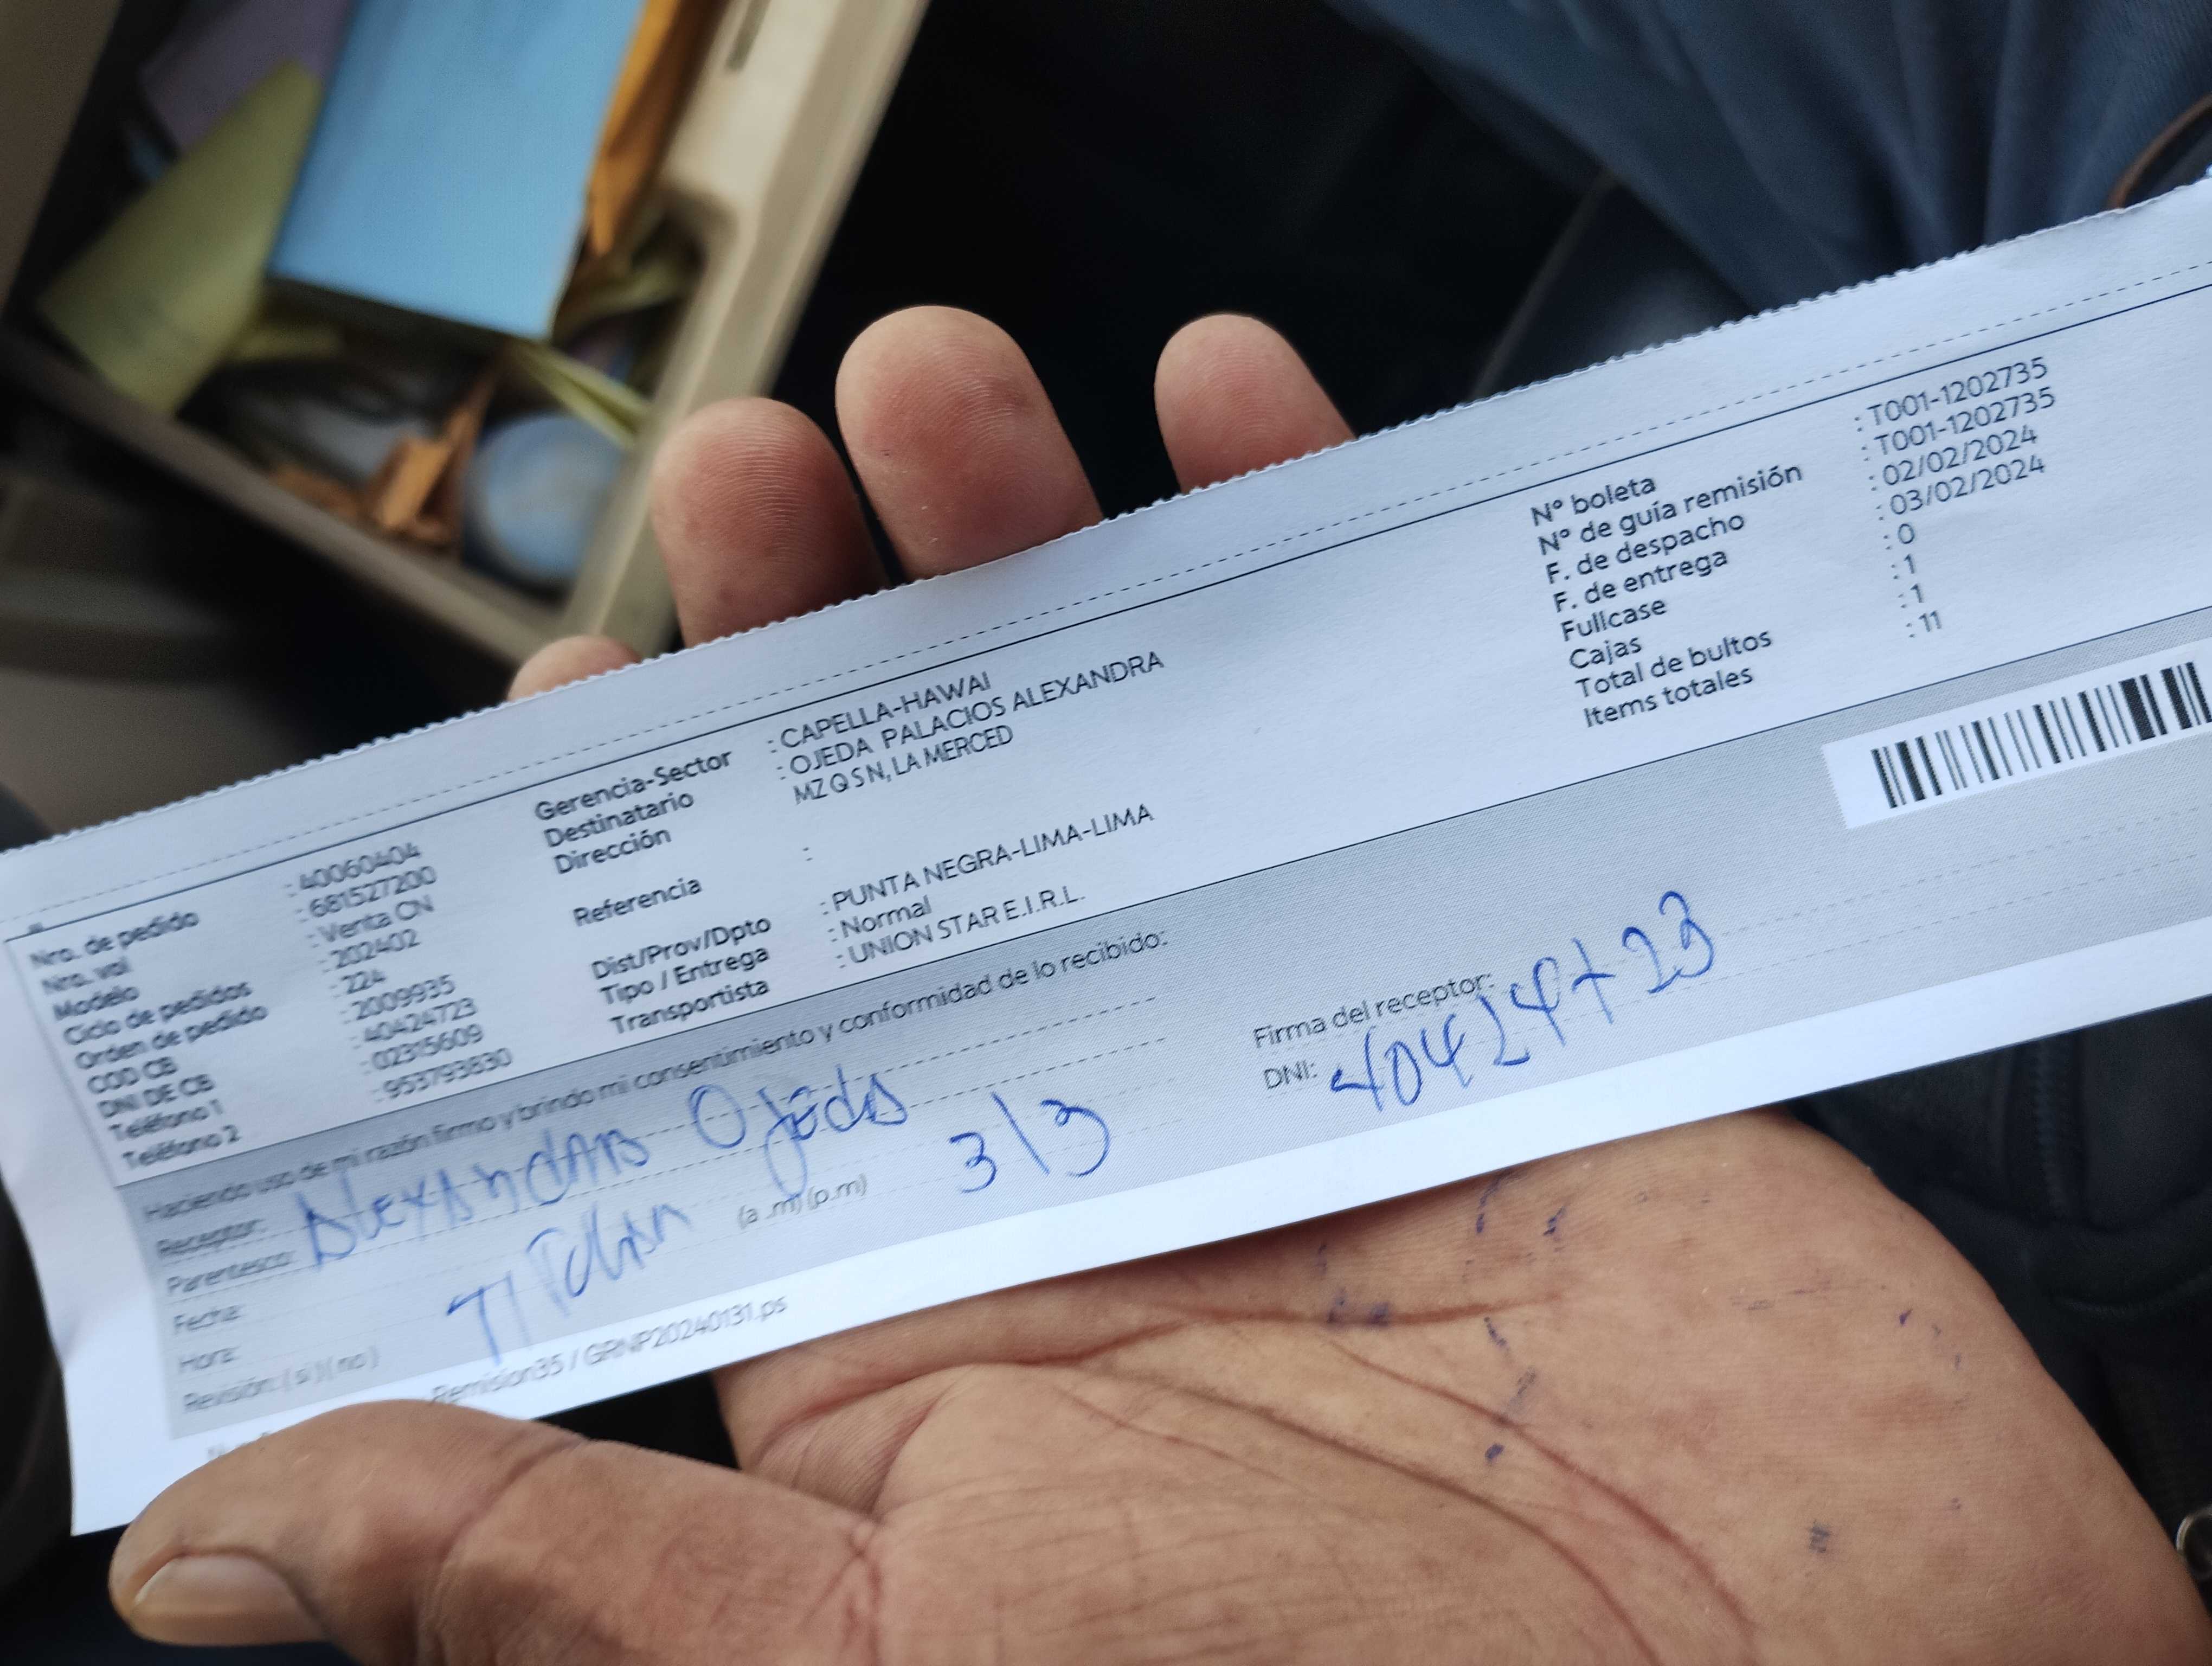 Nro. de pedido : 40060404
Nro. vol : 681527200
Modelo : Venta CN
Ciclo de pedidos : 202402
Orden de pedido : 224
COD CB : 2009935
DNI DE CB : 40424723
Teléfono 1 : 02315609
Teléfono 2 : 953793830
Gerencia-Sector : CAPELLA-HAWAI
Destinatario : OJEDA PALACIOS ALEXANDRA
Dirección MZ Q S N, LA MERCED
Referencia :
Dist/Prov/Dpto : PUNTA NEGRA-LIMA-LIMA
Tipo / Entrega : Normal
Transportista : UNION STAR E.I.R.L.
N° boleta : T001-1202735
N° de guía remisión : T001-1202735
F. de despacho : 02/02/2024
F. de entrega : 03/02/2024
Fullcase : 0
Cajas : 1
Total de bultos : 1
Items totales : 11
Haciendo uso de mi razón firmo y brindo mi consentimiento y conformidad de lo recibido:
Receptor: Alexandra Ojeda
Parentesco:
Fecha:
Hora: (a .m) (p.m) 3/3
Revisión: ( si ) ( no )
Firma del receptor:
DNI: 40424723
Remision35 / GRNP20240131.ps